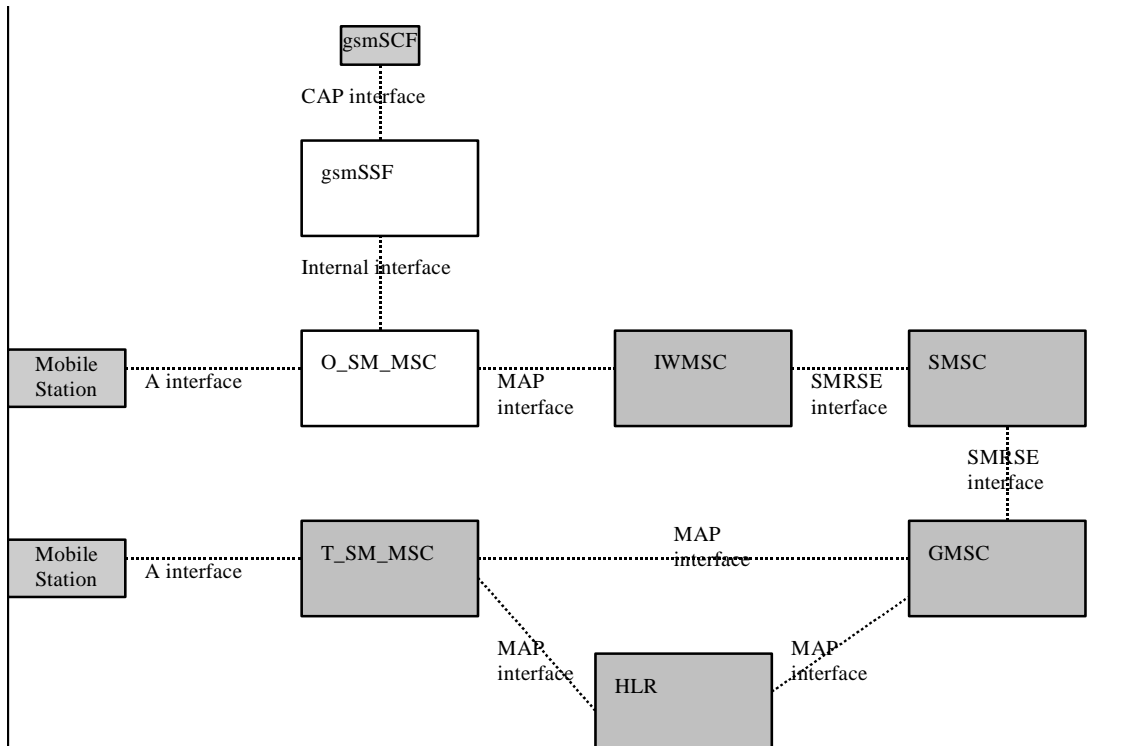 gsmSCF
CAP interface
gsmSSF
Internal interface
Mobile
Station
A interface
O_SM_MSC
MAP
interface
IWMSC
SMRSE
interface
SMSC
SMRSE
interface
Mobile
Station
A interface
T_SM_MSC
MAP
interface
GMSC
MAP
interface
HLR
MAP
interface